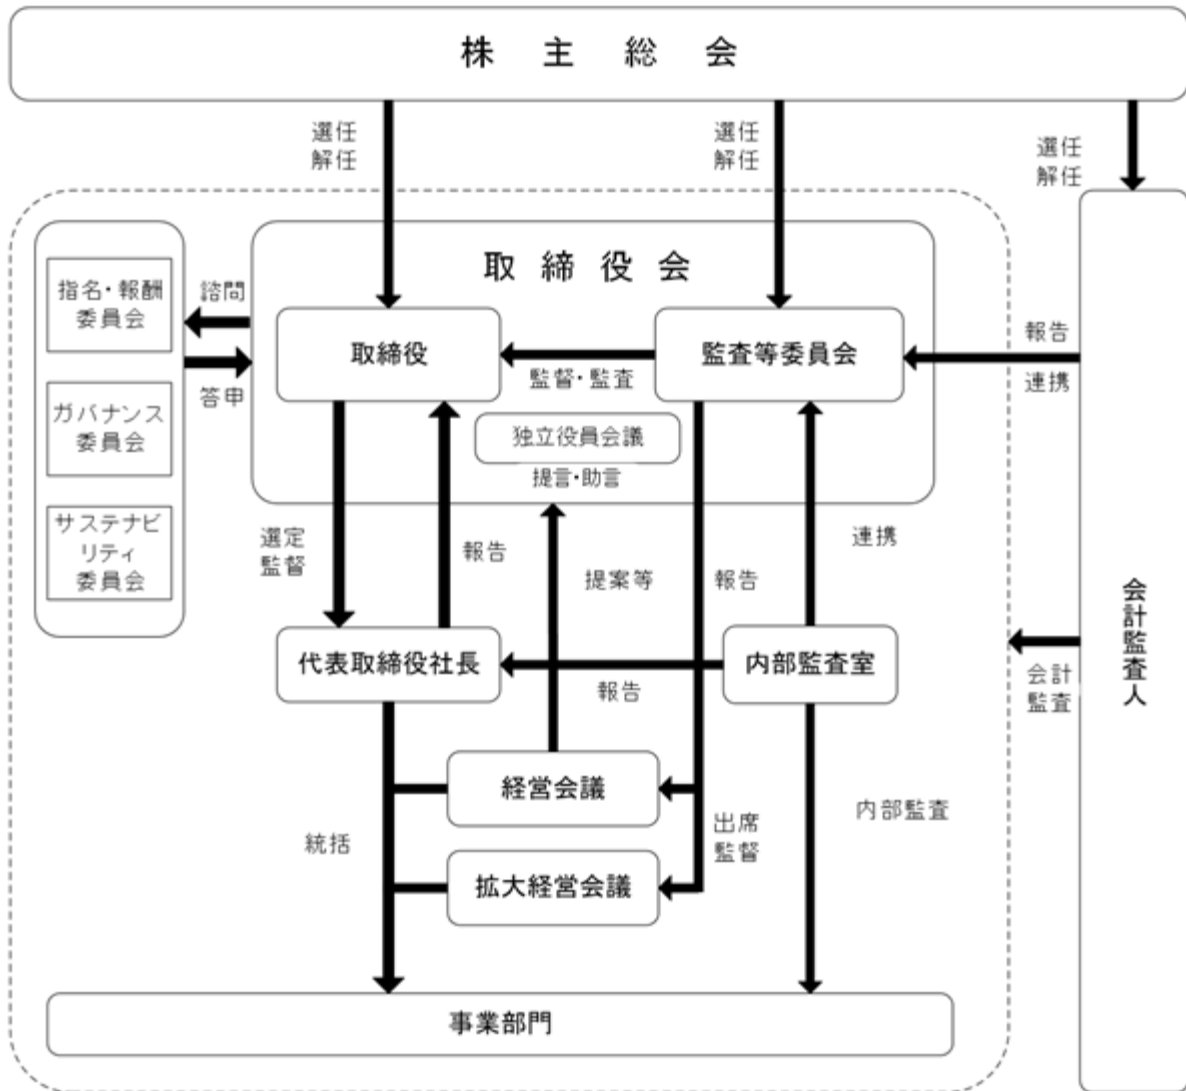 株主総会
選任
解任
選任
解任
選任
解任
取締役会
指名・報酬
委員会
諮問
答申
ガバナンス
委員会
サステナビ
リティ
委員会
取締役
監査等委員会
監督・監査
報告
連携
独立役員会議
提言・助言
選定
監督
報告
提案等
報告
連携
代表取締役社長
内部監査室
報告
会計
監査
会計監査人
経営会議
拡大経営会議
統括
出席
監督
内部監査
事業部門